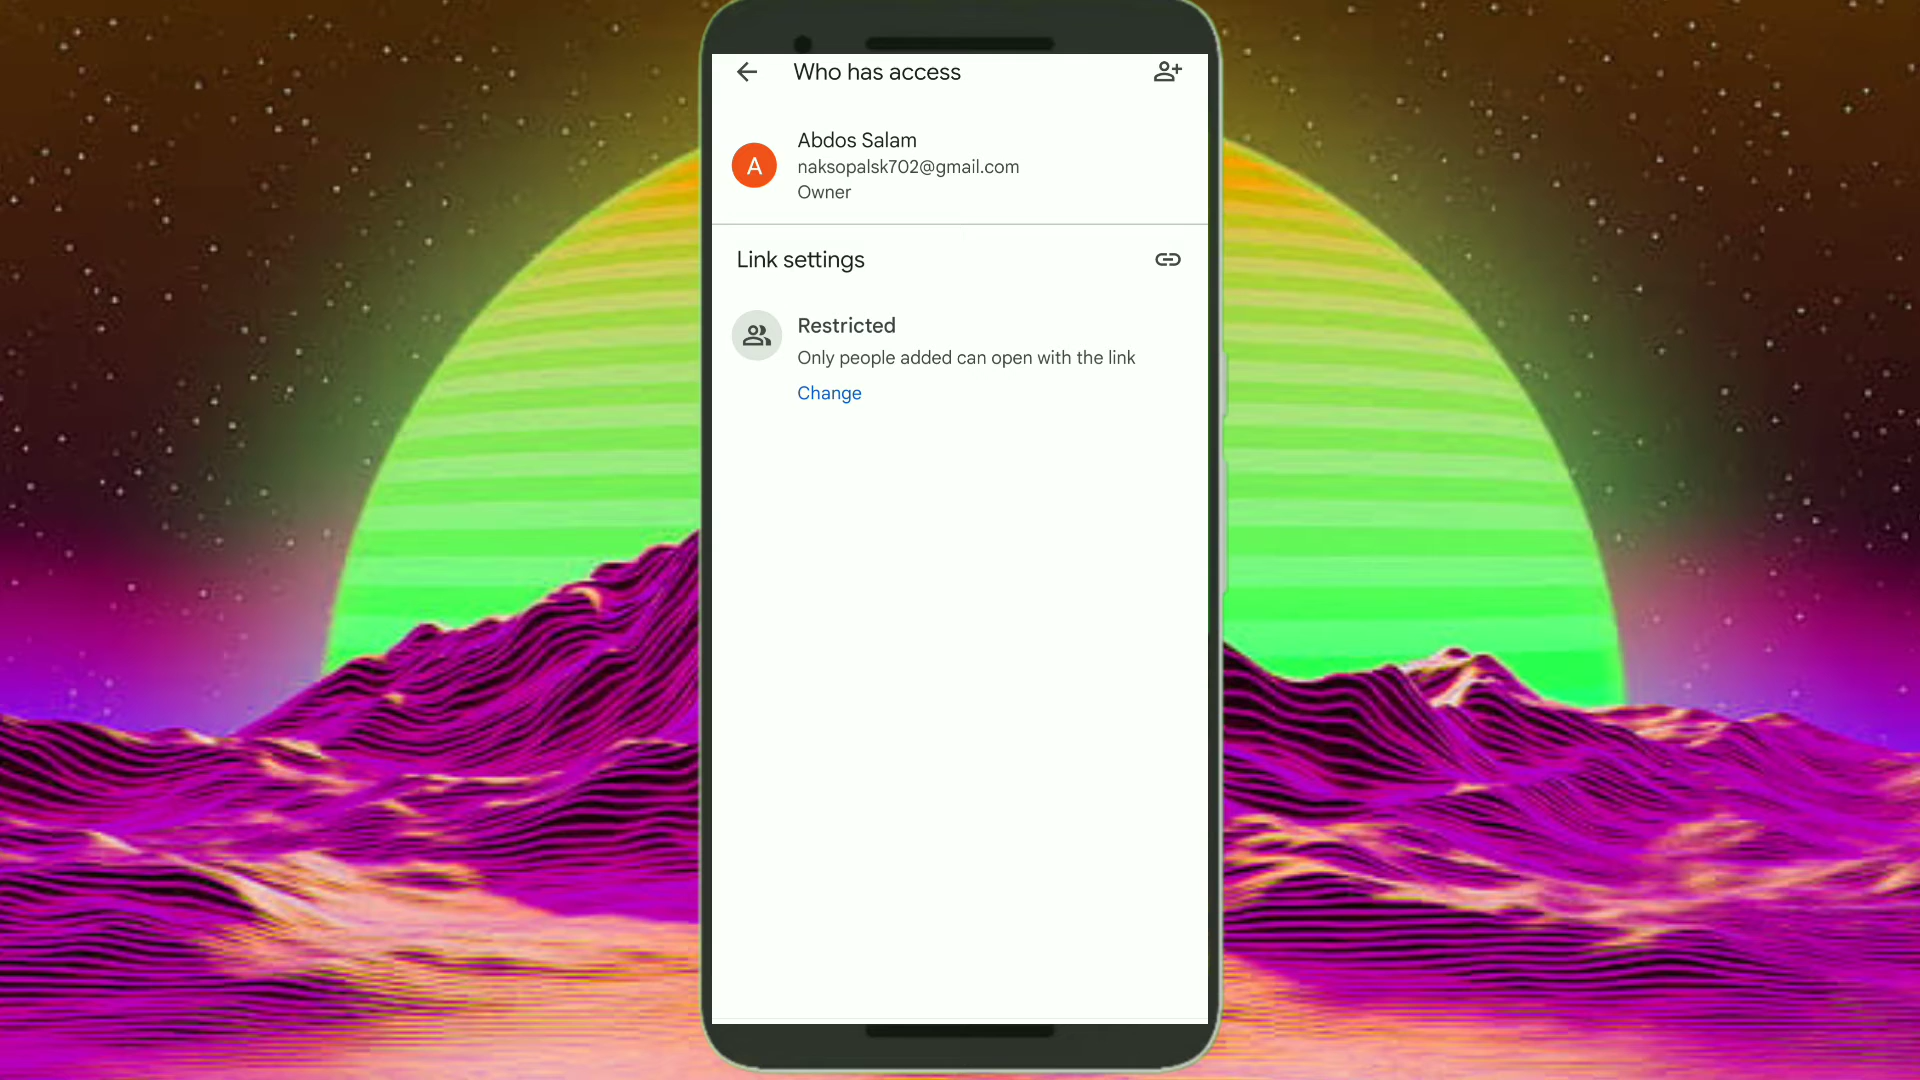 Who has access
Abdos Salam
A
naksopalsk702@gmail.com
Owner
Link settings
Restricted
Only people added can open with the link
Change